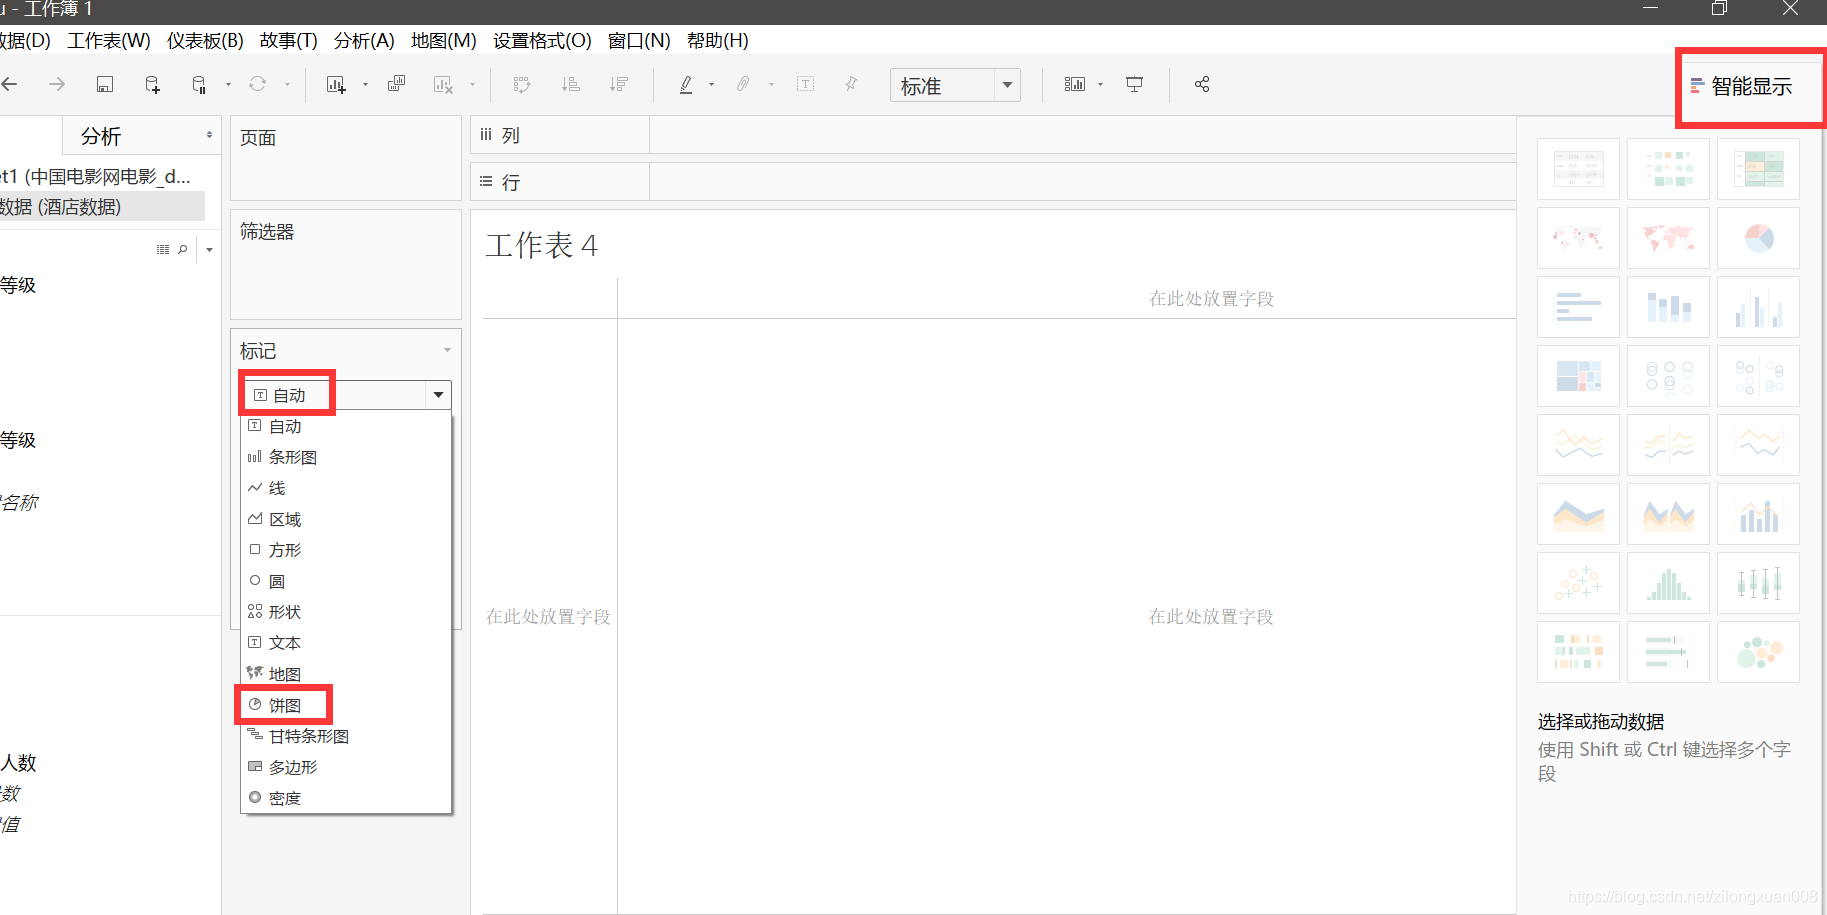 u - 工作簿 1
数据(D) 工作表(W) 仪表板(B) 故事(T) 分析(A) 地图(M) 设置格式(O) 窗口(N) 帮助(H)
标准
智能显示
分析
et1 (中国电影网电影_d...
数据 (酒店数据)
等级
等级
名称
人数
数
值
页面
筛选器
标记
自动
自动
条形图
线
区域
方形
圆
形状
文本
地图
饼图
甘特条形图
多边形
密度
列
行
工作表 4
在此处放置字段
在此处放置字段
在此处放置字段
选择或拖动数据
使用 Shift 或 Ctrl 键选择多个字
段
https://blog.csdn.net/zilongxuan008